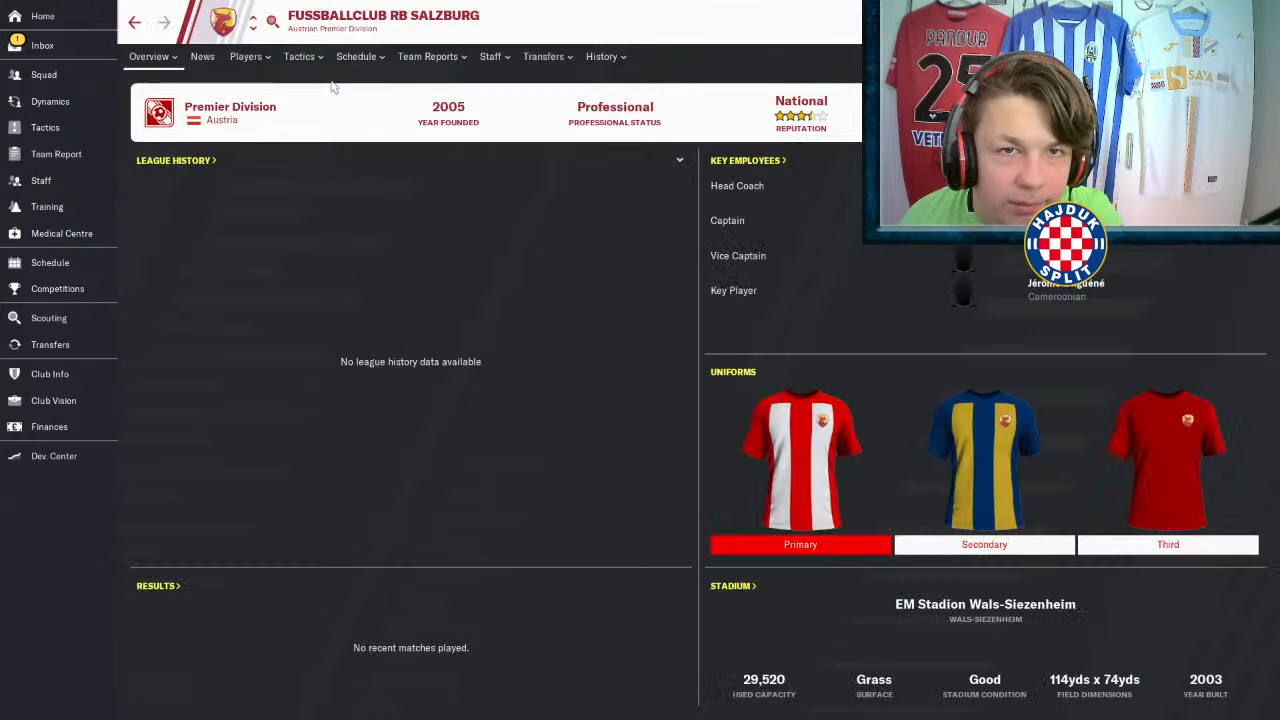 FUSSBALLCLUB RB SALZBURG
Austrian Premier Division
1
Home
Inbox
Squad
Dynamics
Tactics
Team Report
Staff
Training
Medical Centre
Schedule
Competitions
Scouting
Transfers
Club Info
Club Vision
Finances
Dev. Center
Overview
News
Players
Tactics
Schedule
Team Reports
Staff
Transfers
History
Premier Division
Austria
2005
YEAR FOUNDED
Professional
PROFESSIONAL STATUS
National
REPUTATION
LEAGUE HISTORY
No league history data available
RESULTS
No recent matches played.
KEY EMPLOYEES
Head Coach
Captain
Vice Captain
Key Player
Cameroonian
PANDUR
25
SAVA
HAJDUK
SPLIT
UNIFORMS
Primary
Secondary
Third
STADIUM
EM Stadion Wals-Siezenheim
WALS-SIEZENHEIM
29,520
USED CAPACITY
Grass
SURFACE
Good
STADIUM CONDITION
114yds x 74yds
FIELD DIMENSIONS
2003
YEAR BUILT